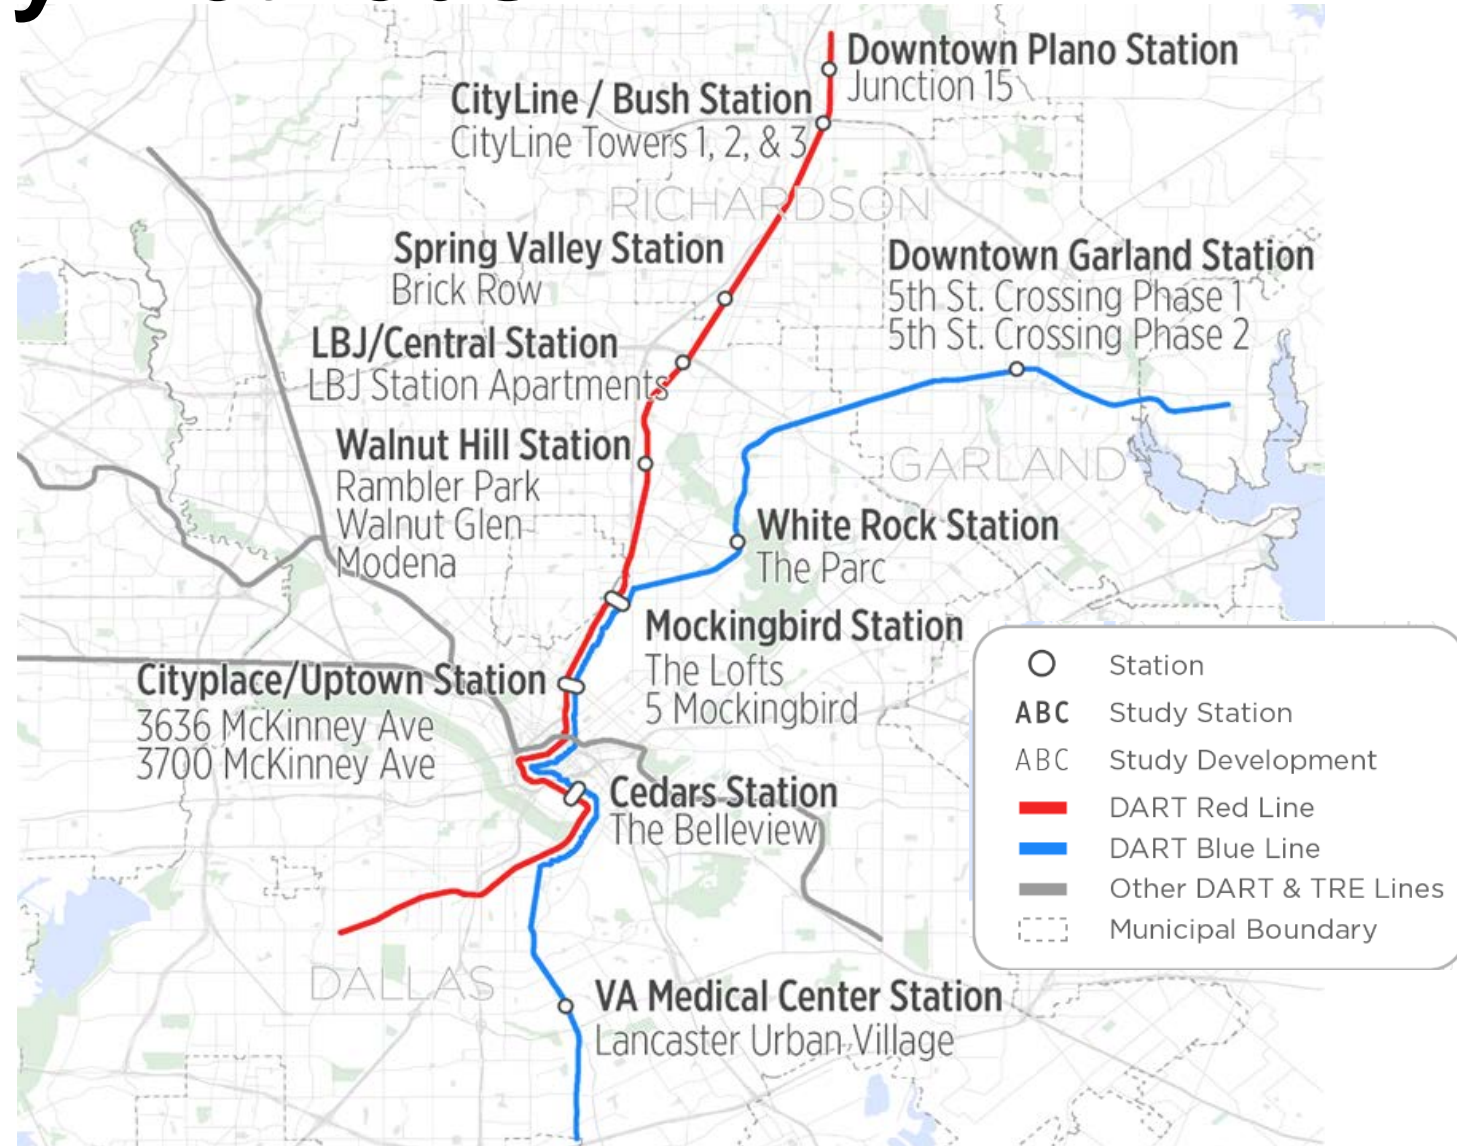 Downtown Plano Station
Junction 15
CityLine / Bush Station
CityLine Towers 1, 2, & 3
RICHARDSON
Spring Valley Station
Brick Row
Downtown Garland Station
5th St. Crossing Phase 1
5th St. Crossing Phase 2
LBJ/Central Station
LBJ Station Apartments
Walnut Hill Station
Rambler Park
Walnut Glen
Modena
GARLAND
White Rock Station
The Parc
Mockingbird Station
The Lofts
5 Mockingbird
Cityplace/Uptown Station
3636 McKinney Ave
3700 McKinney Ave
Cedars Station
The Belleview
DALLAS
VA Medical Center Station
Lancaster Urban Village
Station
ABC Study Station
ABC Study Development
DART Red Line
DART Blue Line
Other DART & TRE Lines
Municipal Boundary